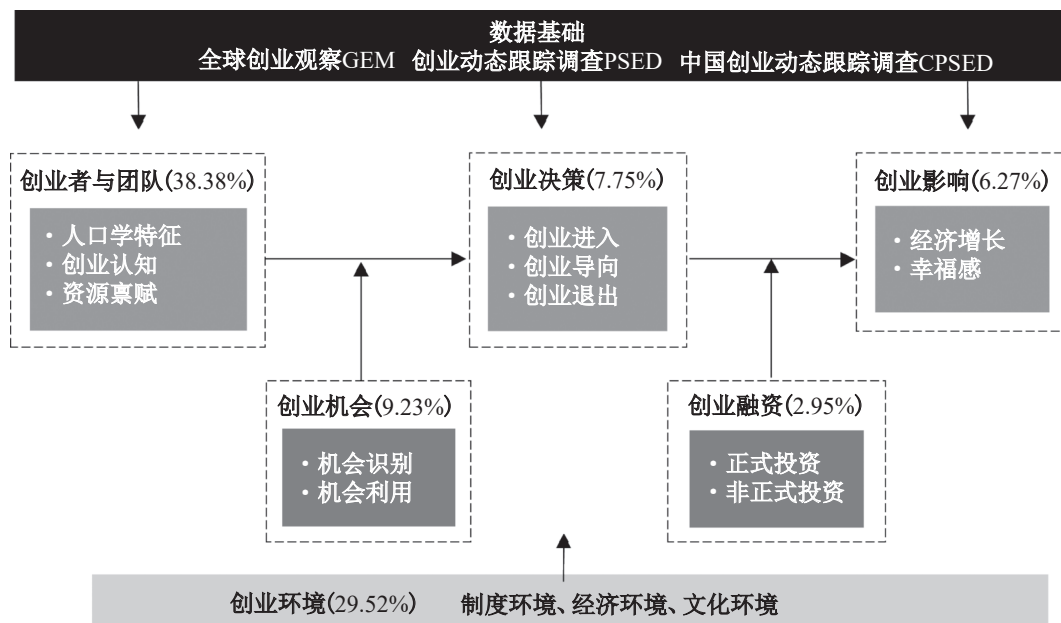 数据基础
全球创业观察GEM 创业动态跟踪调查PSED 中国创业动态跟踪调查CPSED
创业者与团队(38.38%)
· 人口学特征
· 创业认知
· 资源禀赋
创业决策(7.75%)
· 创业进入
· 创业导向
· 创业退出
创业影响(6.27%)
· 经济增长
· 幸福感
创业机会(9.23%)
· 机会识别
· 机会利用
创业融资(2.95%)
· 正式投资
· 非正式投资
创业环境(29.52%) 制度环境、经济环境、文化环境